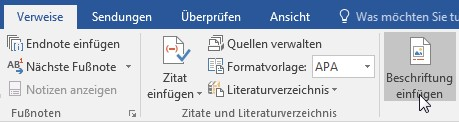 Verweise Sendungen Überprüfen Ansicht Was möchten Sie tu
Endnote einfügen
AB¹ Nächste Fußnote
Notizen anzeigen
Fußnoten
Zitat
einfügen
Quellen verwalten
Formatvorlage: APA
Literaturverzeichnis
Zitate und Literaturverzeichnis
Beschriftung
einfügen